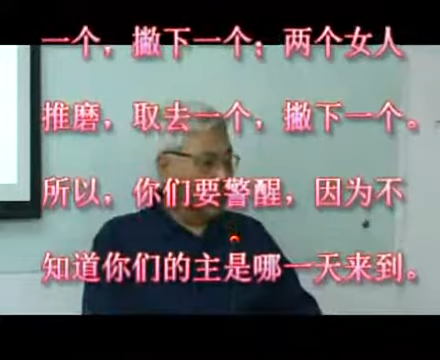 一个，撇下一个；两个女人
推磨，取去一个，撇下一个。
所以，你们要警醒，因为不
知道你们的主是哪一天来到。